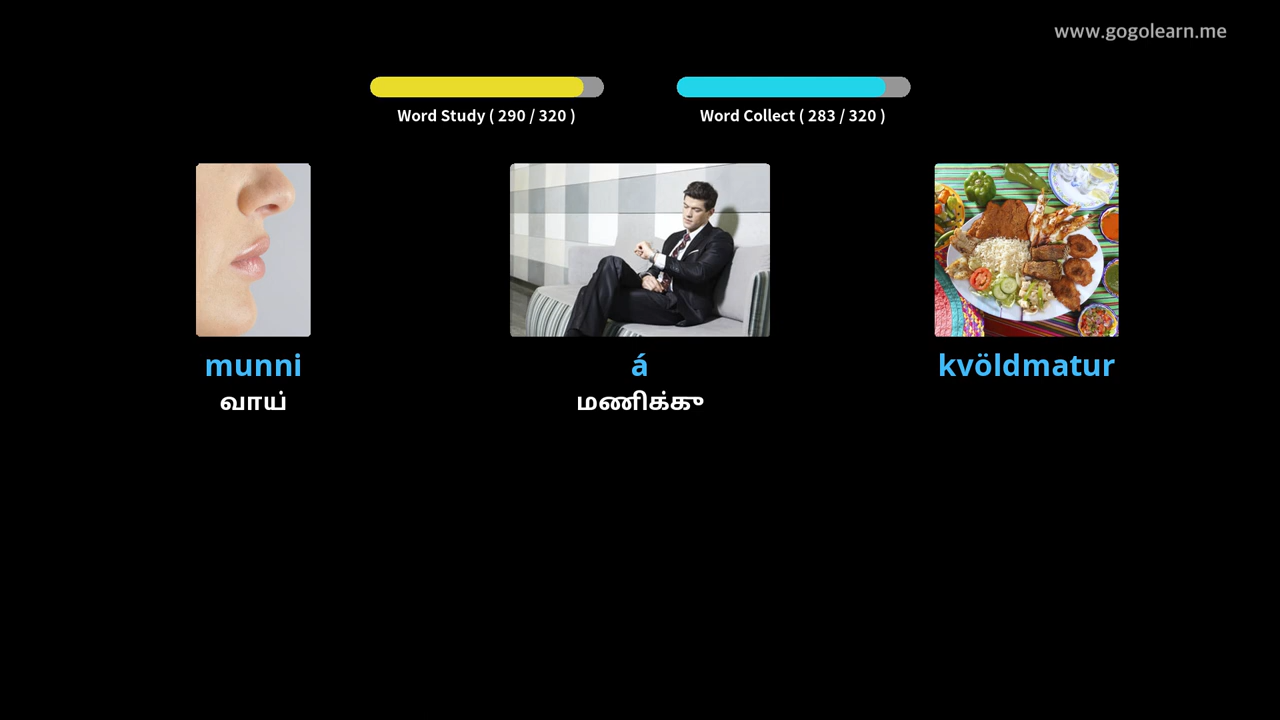 www.gogolearn.me
Word Study ( 290 / 320 )
Word Collect ( 283 / 320 )
munni
வாய்
á
மணிக்கு
kvöldmatur